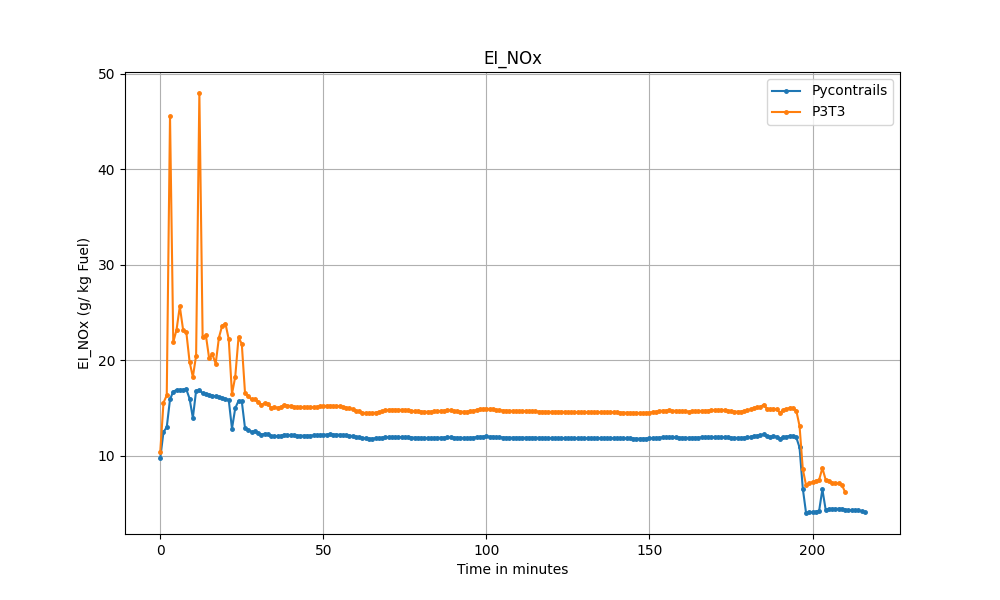 EI_NOx
Pycontrails
P3T3
EI_NOx (g/ kg Fuel)
50
40
30
20
10
0 50 100 150 200
Time in minutes